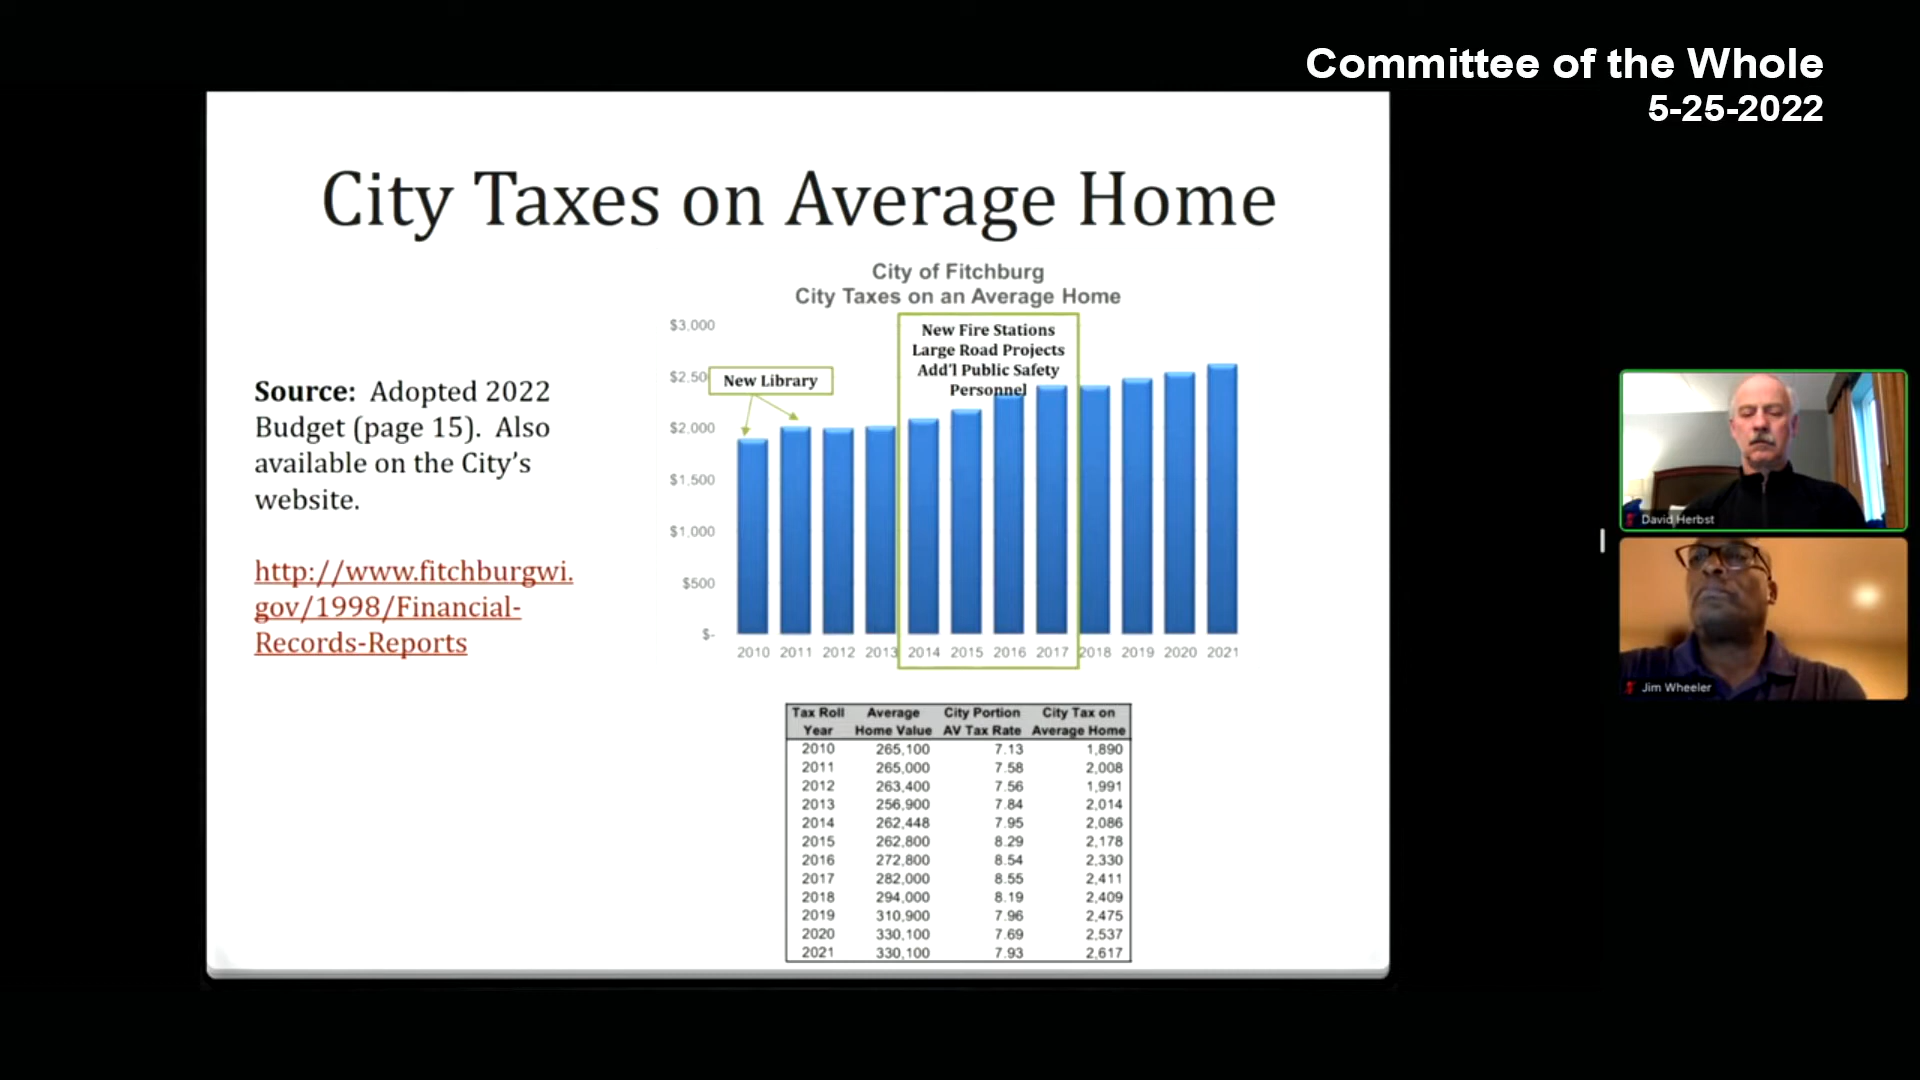 Committee of the Whole
5-25-2022
City Taxes on Average Home
Source: Adopted 2022
Budget (page 15). Also
available on the City's
website.
http://www.fitchburgwi.
gov/1998/Financial-
Records-Reports
City of Fitchburg
City Taxes on an Average Home
$3,000
$2,50
$2,000
$1,500
$1,000
$500
$-
New Library
New Fire Stations
Large Road Projects
Add'l Public Safety
Personnel
2010 2011 2012 2013 2014 2015 2016 2017 2018 2019 2020 2021
Tax Roll Average City Portion City Tax on
Year Home Value AV Tax Rate Average Home
2010 265,100 7.13 1,890
2011 265,000 7.58 2,008
2012 263,400 7.56 1,991
2013 256,900 7.84 2,014
2014 262,448 7.95 2,086
2015 262,800 8.29 2,178
2016 272,800 8.54 2,330
2017 282,000 8.55 2,411
2018 294,000 8.19 2,409
2019 310,900 7.96 2,475
2020 330,100 7.69 2,537
2021 330,100 7.93 2,617
David Herbst
Jim Wheeler